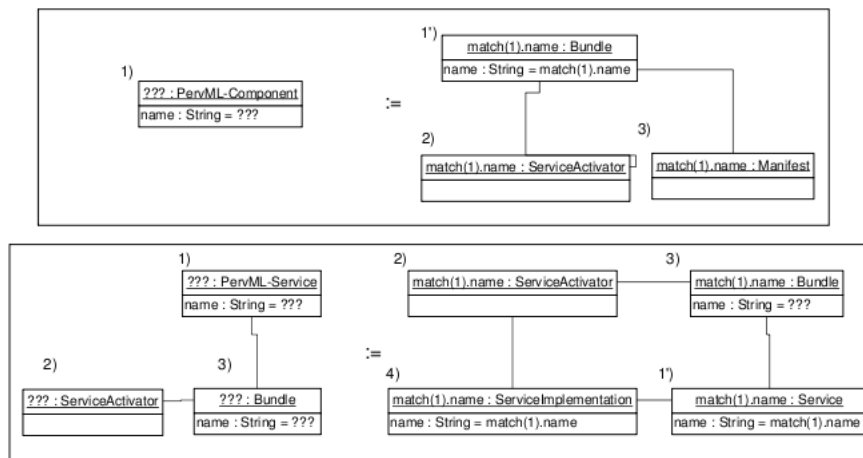 1)
??? : PervML-Component
name : String = ???
:=
1')
match(1).name : Bundle
name : String = match(1).name
2)
match(1).name : ServiceActivator
3)
match(1).name : Manifest
1)
??? : PervML-Service
name : String = ???
2)
??? : ServiceActivator
3)
??? : Bundle
name : String = ???
:=
2)
match(1).name : ServiceActivator
3)
match(1).name : Bundle
name : String = ???
4)
match(1).name : ServiceImplementation
name : String = match(1).name
1')
match(1).name : Service
name : String = match(1).name